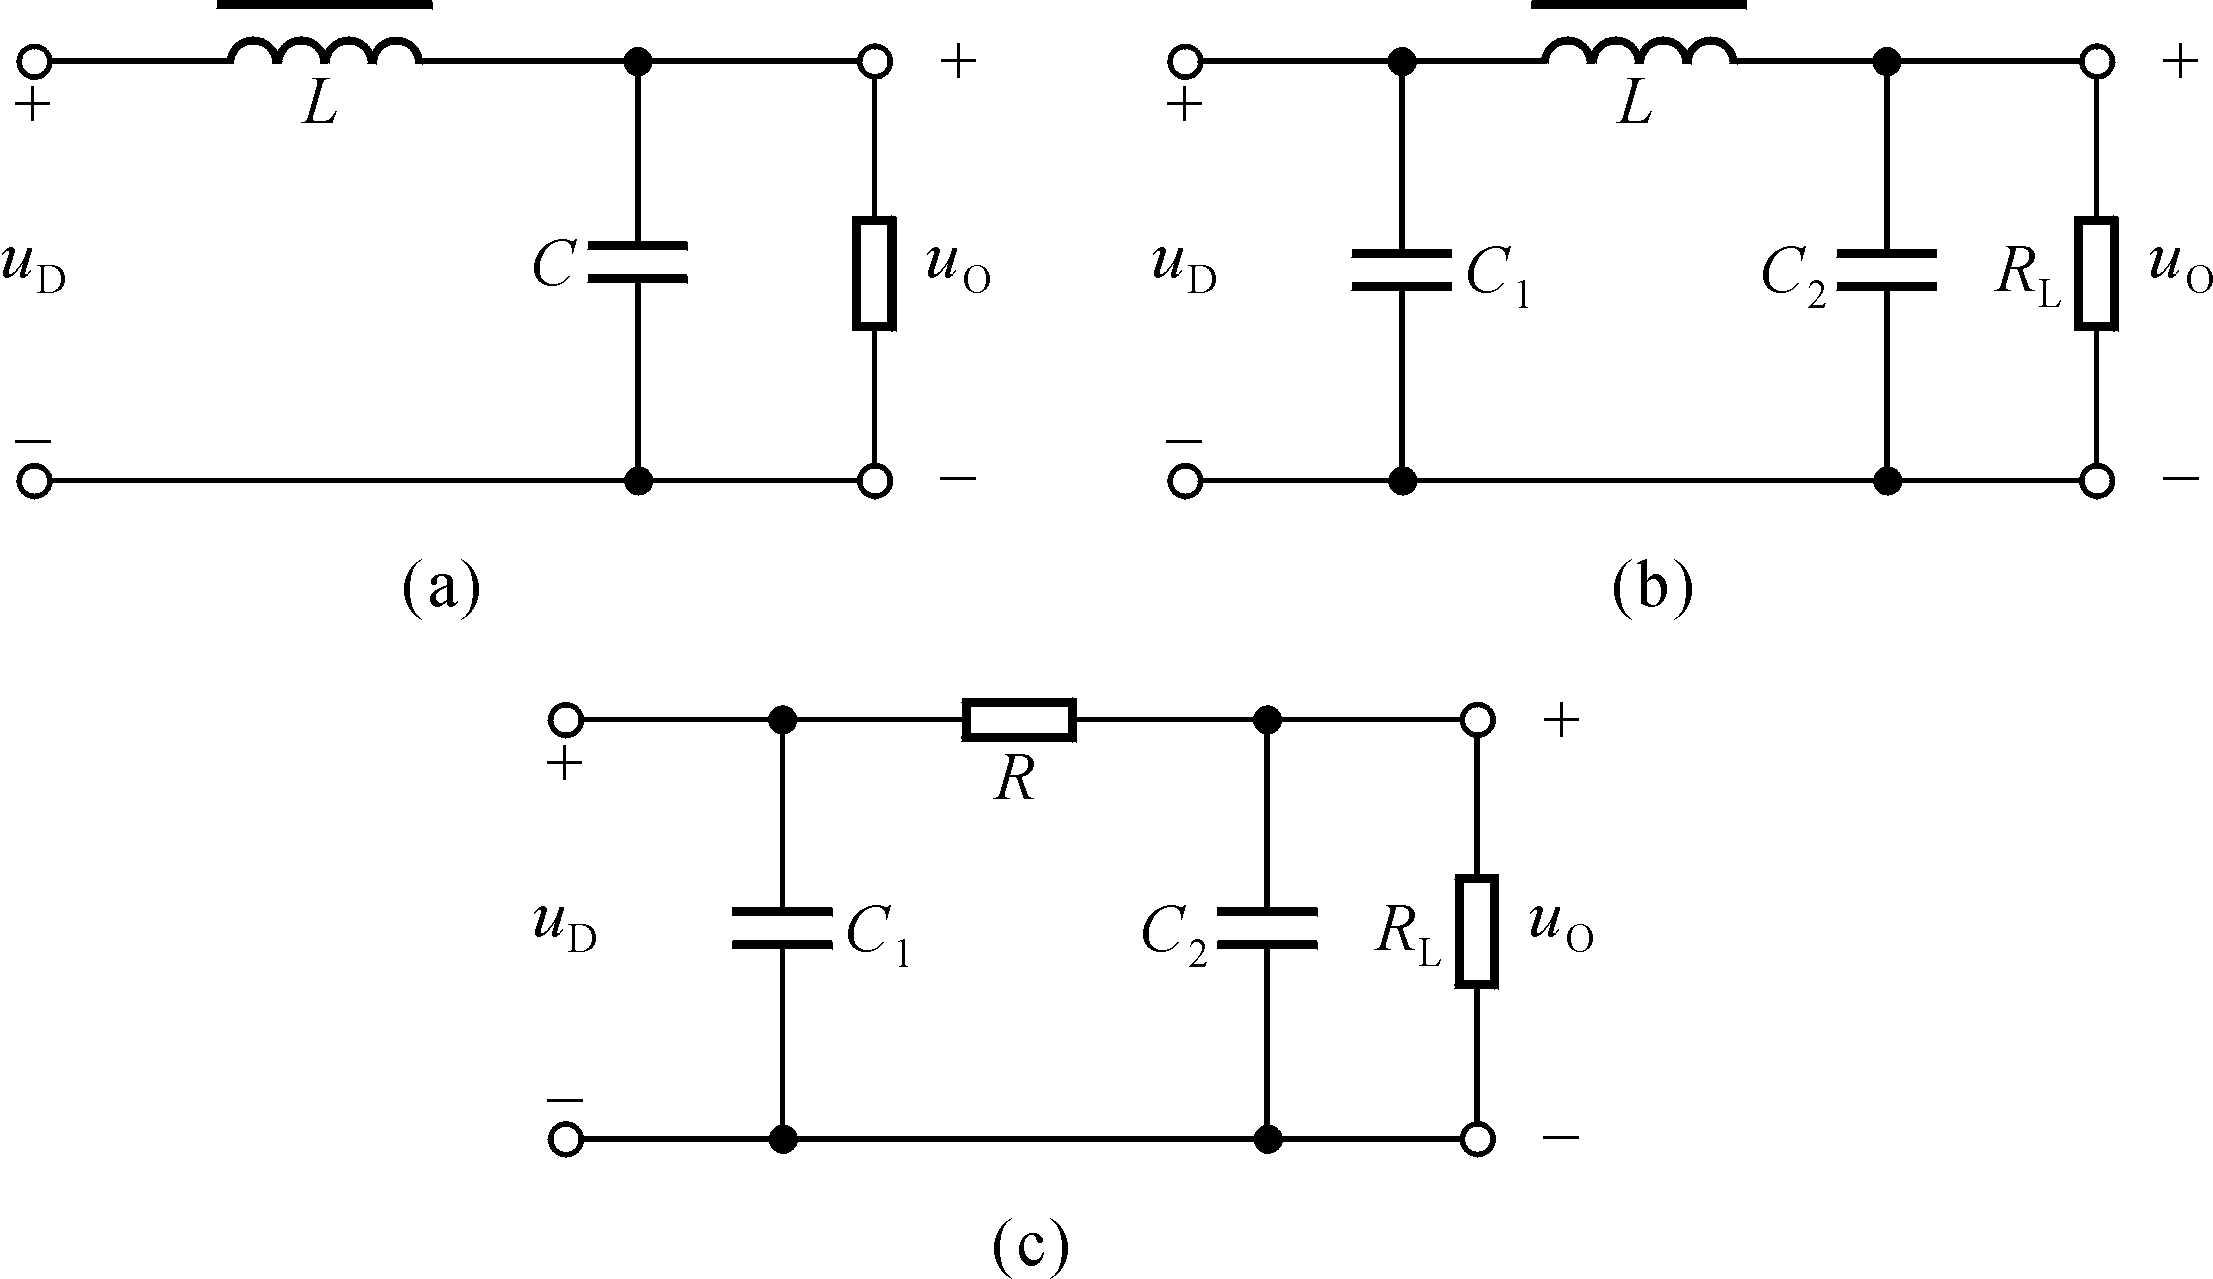 + L +
u_D C u_O
− −
(a)
+ L +
u_D C_1 C_2 R_L u_O
− −
(b)
+ R +
u_D C_1 C_2 R_L u_O
− −
(c)